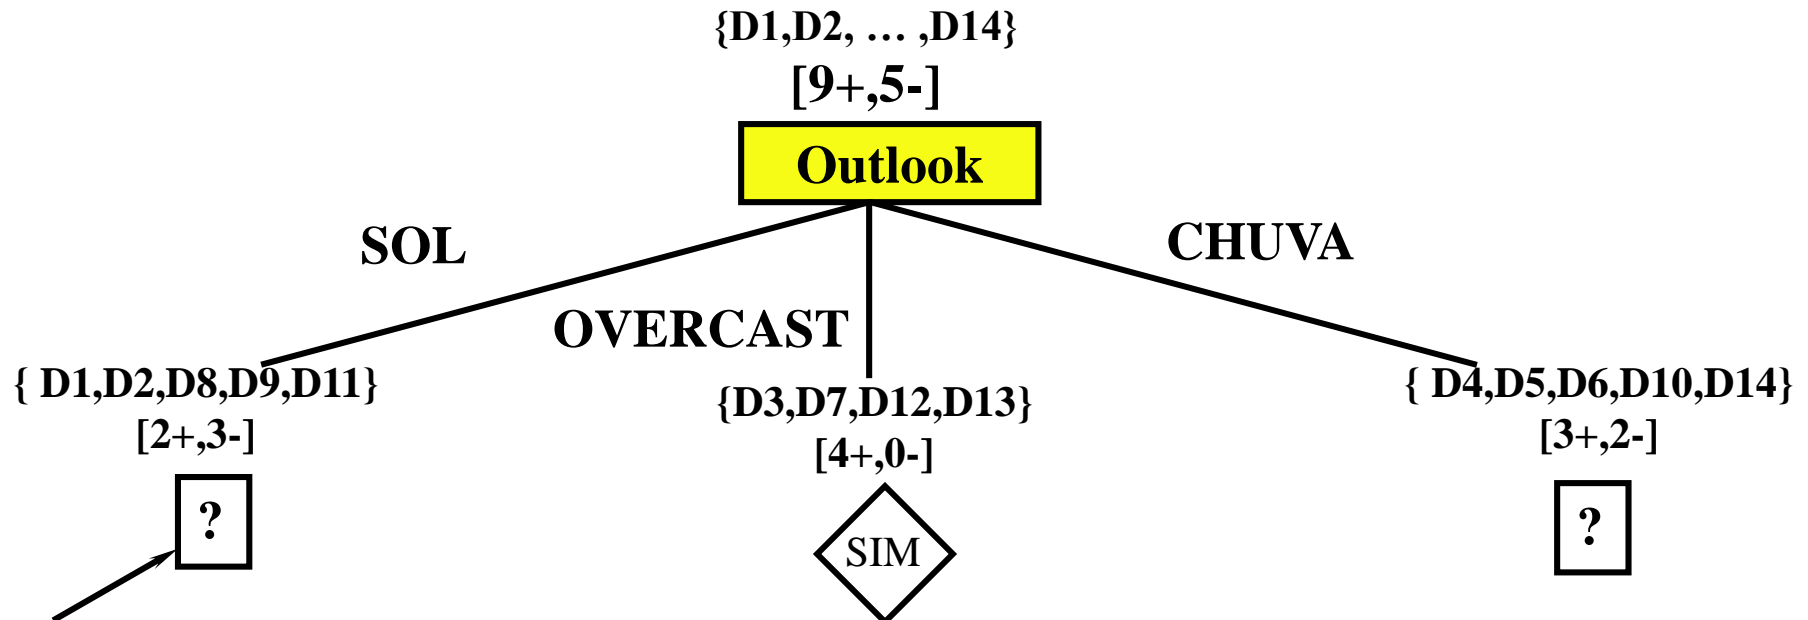 {D1,D2, … ,D14}
[9+,5-]
Outlook
SOL
CHUVA
OVERCAST
{ D1,D2,D8,D9,D11}
[2+,3-]
?
{D3,D7,D12,D13}
[4+,0-]
SIM
{ D4,D5,D6,D10,D14}
[3+,2-]
?